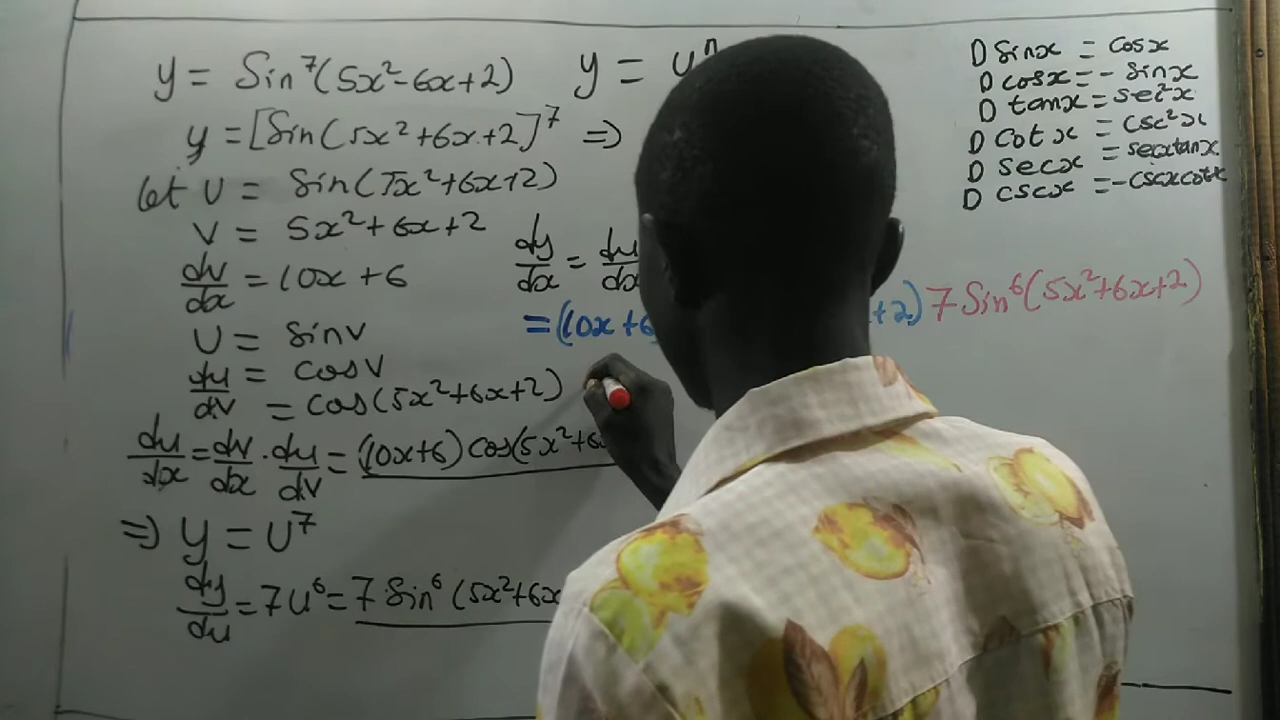 y = Sin⁷(5x²-6x+2) y = uⁿ
y = [Sin(5x²+6x+2]⁷ ⇒
let U = Sin(5x²+6x+2)
V = 5x²+6x+2
dv/dx = 10x+6
U = sinv
du/dv = cosv
= cos(5x²+6x+2)
du/dx = dv/dx . du/dv = (10x+6) cos(5x²+6
⇒ y = U⁷
dy/du = 7u⁶ = 7 Sin⁶(5x²+6x
dy/dx = du/dx
= (10x+6 +2) 7 Sin⁶(5x²+6x+2)
D sinx = cosx
D cosx = - sinx
D tanx = sec²x
D cotx = csc²x
D secx = secxtanx
D cscx = -cscxcotx